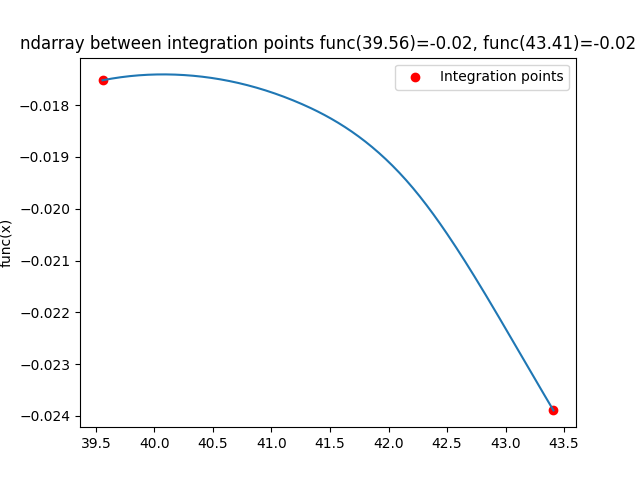 ndarray between integration points func(39.56)=-0.02, func(43.41)=-0.02
Integration points
func(x)
−0.018
−0.019
−0.020
−0.021
−0.022
−0.023
−0.024
39.5 40.0 40.5 41.0 41.5 42.0 42.5 43.0 43.5